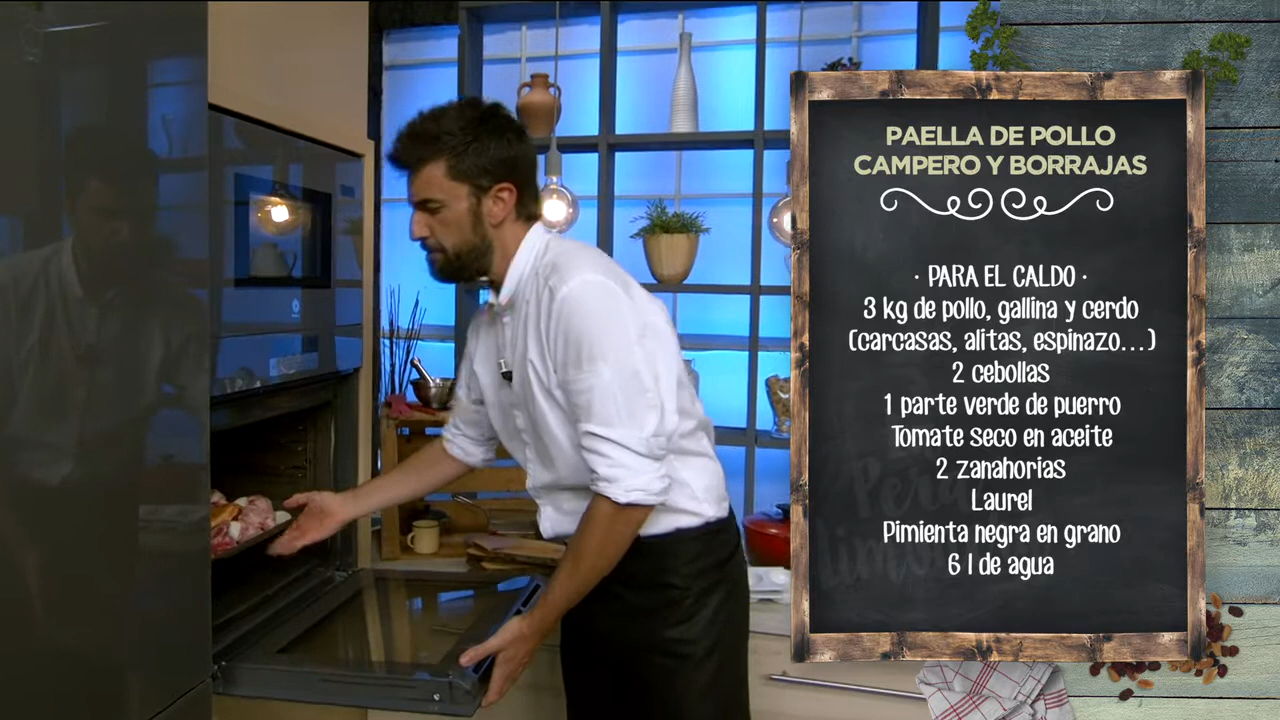 PAELLA DE POLLO
CAMPERO Y BORRAJAS
· PARA EL CALDO ·
3 kg de pollo, gallina y cerdo
(carcasas, alitas, espinazo...)
2 cebollas
1 parte verde de puerro
Tomate seco en aceite
2 zanahorias
Laurel
Pimienta negra en grano
6 l de agua